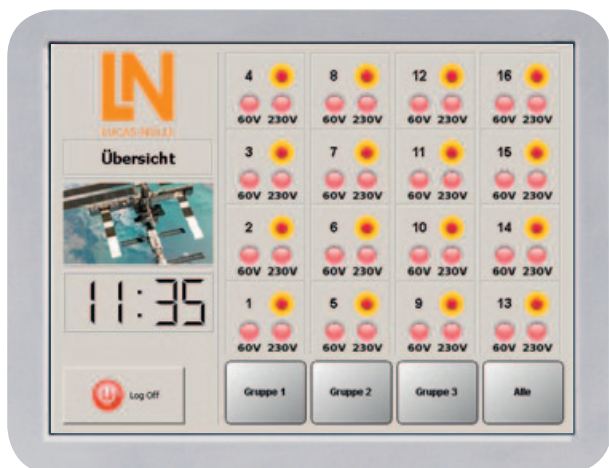 LN
LUCAS-NÜLLE
Übersicht
11:35
Log Off
4 8 12 16
60V 230V 60V 230V 60V 230V 60V 230V
3 7 11 15
60V 230V 60V 230V 60V 230V 60V 230V
2 6 10 14
60V 230V 60V 230V 60V 230V 60V 230V
1 5 9 13
60V 230V 60V 230V 60V 230V 60V 230V
Gruppe 1 Gruppe 2 Gruppe 3 Alle